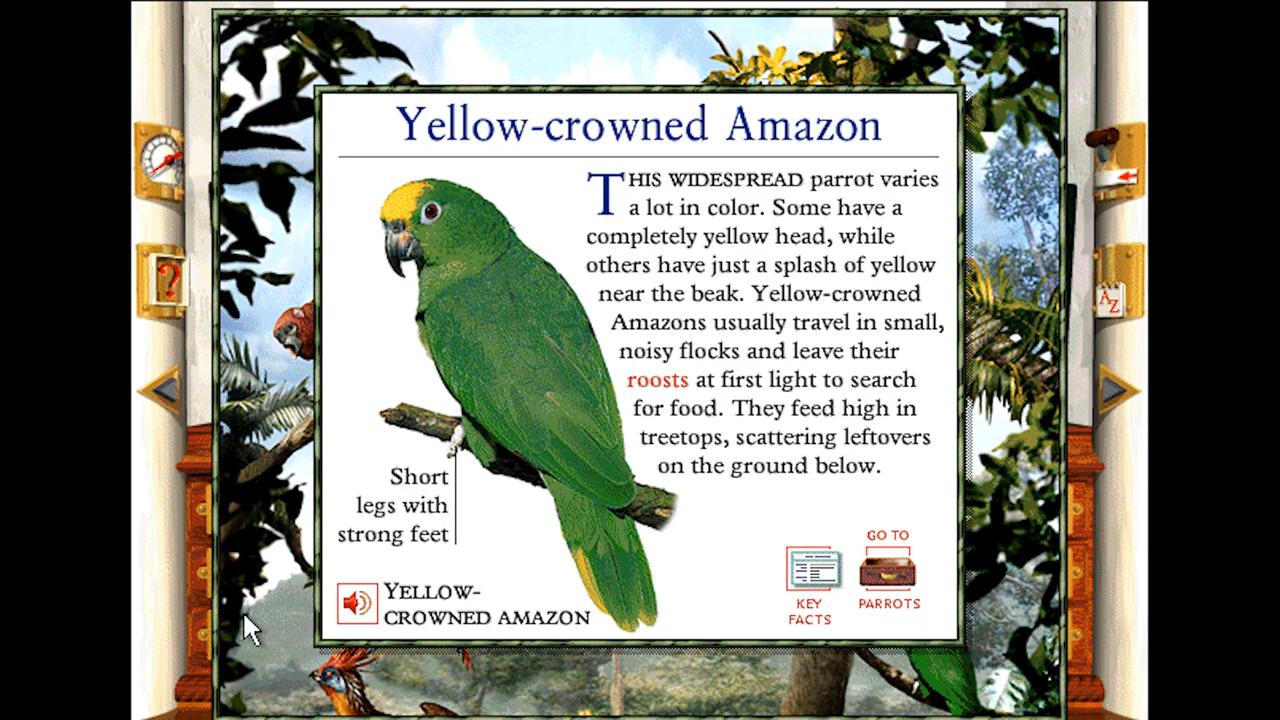 Yellow-crowned Amazon
THIS WIDESPREAD parrot varies
a lot in color. Some have a
completely yellow head, while
others have just a splash of yellow
near the beak. Yellow-crowned
Amazons usually travel in small,
noisy flocks and leave their
roosts at first light to search
for food. They feed high in
treetops, scattering leftovers
on the ground below.
Short
legs with
strong feet
YELLOW-
CROWNED AMAZON
KEY
FACTS
GO TO
PARROTS
?
A
Z